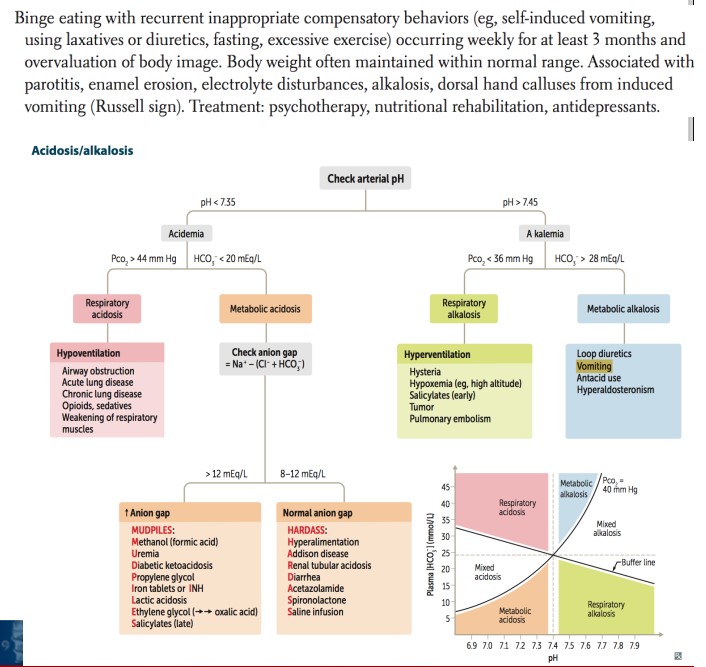 Binge eating with recurrent inappropriate compensatory behaviors (eg, self-induced vomiting,
using laxatives or diuretics, fasting, excessive exercise) occurring weekly for at least 3 months and
overvaluation of body image. Body weight often maintained within normal range. Associated with
parotitis, enamel erosion, electrolyte disturbances, alkalosis, dorsal hand calluses from induced
vomiting (Russell sign). Treatment: psychotherapy, nutritional rehabilitation, antidepressants.
Acidosis/alkalosis
Check arterial pH
pH < 7.35
pH > 7.45
Acidemia
A kalemia
Pco₂ > 44 mm Hg
HCO₃⁻ < 20 mEq/L
Pco₂ < 36 mm Hg
HCO₃⁻ > 28 mEq/L
Respiratory
acidosis
Metabolic acidosis
Respiratory
alkalosis
Metabolic alkalosis
Hypoventilation
Airway obstruction
Acute lung disease
Chronic lung disease
Opioids, sedatives
Weakening of respiratory
muscles
Check anion gap
= Na⁺ – (Cl⁻ + HCO₃⁻)
Hyperventilation
Hysteria
Hypoxemia (eg, high altitude)
Salicylates (early)
Tumor
Pulmonary embolism
Loop diuretics
Vomiting
Antacid use
Hyperaldosteronism
> 12 mEq/L
8–12 mEq/L
↑ Anion gap
MUDPILES:
Methanol (formic acid)
Uremia
Diabetic ketoacidosis
Propylene glycol
Iron tablets or INH
Lactic acidosis
Ethylene glycol (→→ oxalic acid)
Salicylates (late)
Normal anion gap
HARDASS:
Hyperalimentation
Addison disease
Renal tubular acidosis
Diarrhea
Acetazolamide
Spironolactone
Saline infusion
Plasma [HCO₃⁻] (mmol/L)
45
40
35
30
25
20
15
10
5
Respiratory
acidosis
Metabolic
alkalosis
Pco₂ =
40 mm Hg
Mixed
alkalosis
Buffer line
Mixed
acidosis
Metabolic
acidosis
Respiratory
alkalosis
6.9 7.0 7.1 7.2 7.3 7.4 7.5 7.6 7.7 7.8 7.9
pH